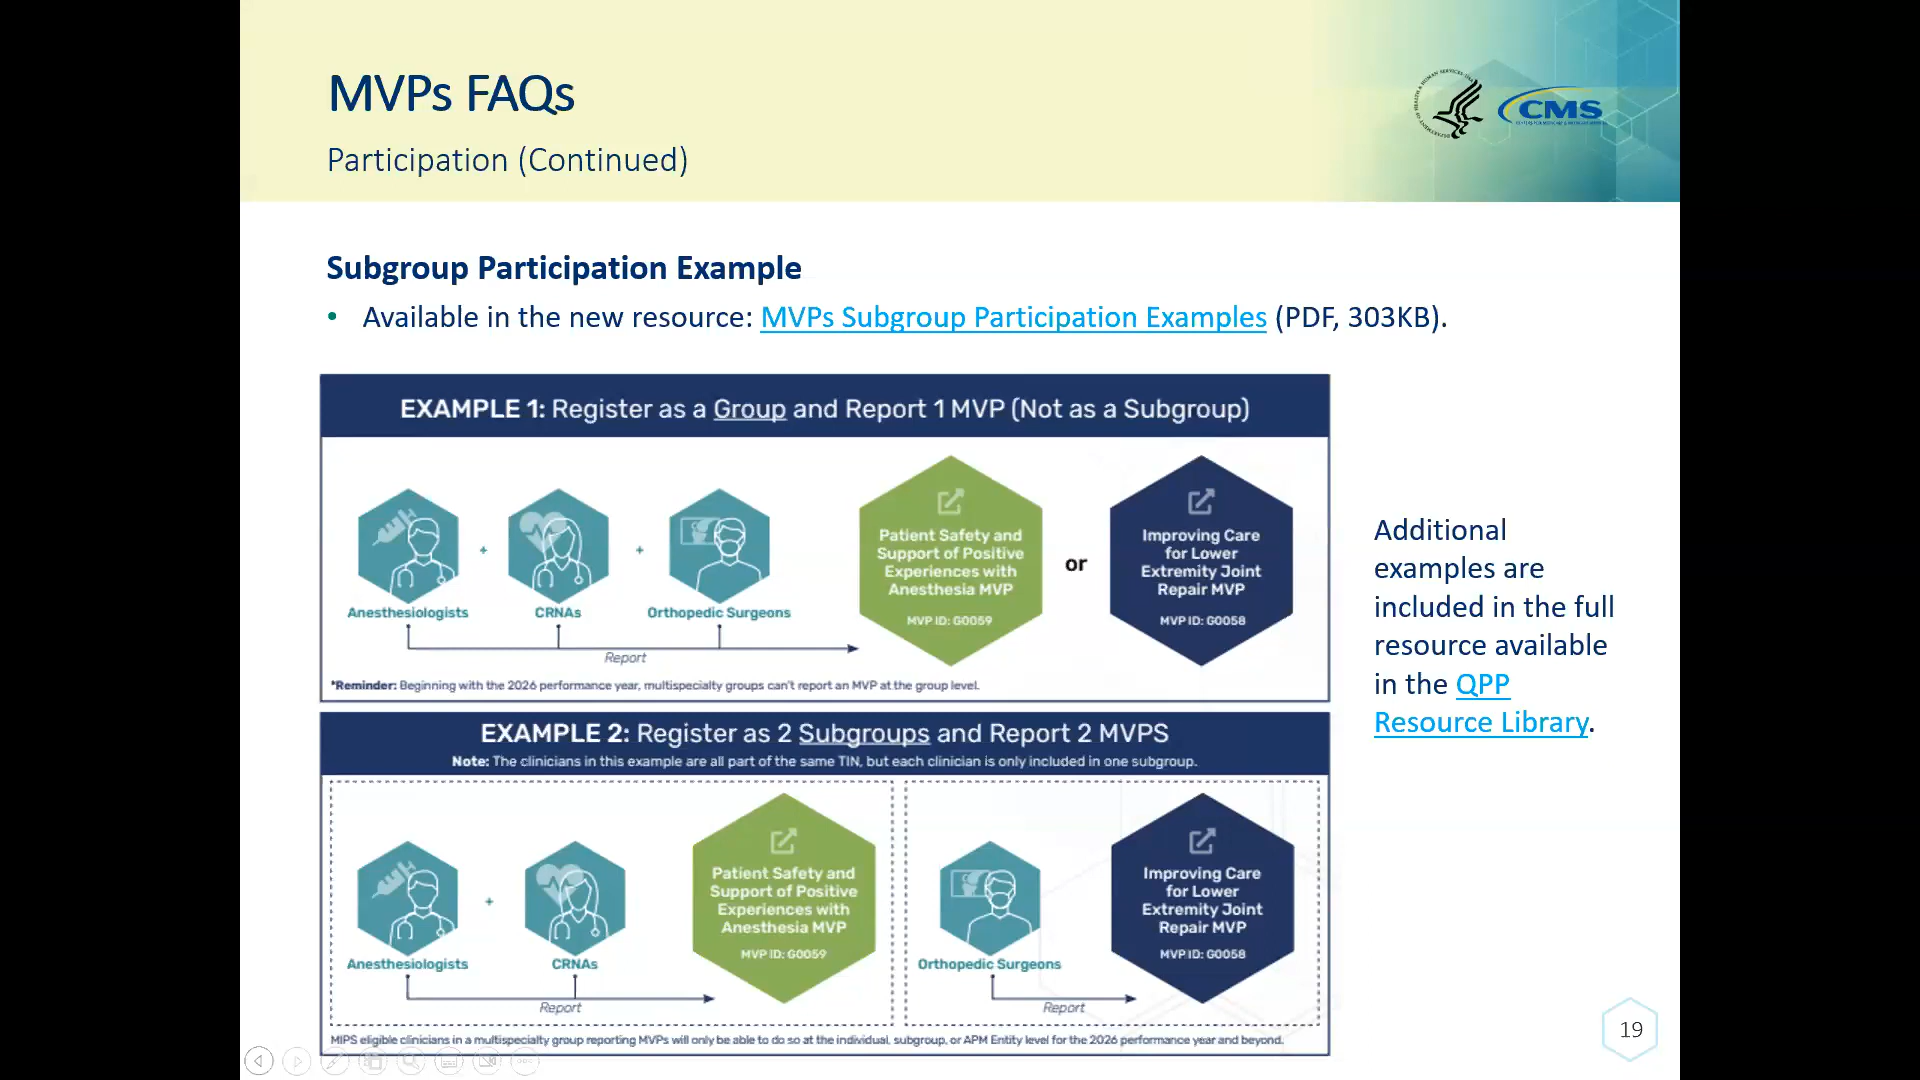 MVPs FAQs
Participation (Continued)
CMS
Subgroup Participation Example
• Available in the new resource: MVPs Subgroup Participation Examples (PDF, 303KB).
EXAMPLE 1: Register as a Group and Report 1 MVP (Not as a Subgroup)
Anesthesiologists
+
CRNAs
+
Orthopedic Surgeons
Report
Patient Safety and
Support of Positive
Experiences with
Anesthesia MVP
MVP ID: G0059
or
Improving Care
for Lower
Extremity Joint
Repair MVP
MVP ID: G0058
*Reminder: Beginning with the 2026 performance year, multispecialty groups can't report an MVP at the group level.
EXAMPLE 2: Register as 2 Subgroups and Report 2 MVPS
Note: The clinicians in this example are all part of the same TIN, but each clinician is only included in one subgroup.
Anesthesiologists
+
CRNAs
Report
Patient Safety and
Support of Positive
Experiences with
Anesthesia MVP
MVP ID: G0059
Orthopedic Surgeons
Report
Improving Care
for Lower
Extremity Joint
Repair MVP
MVP ID: G0058
MIPS eligible clinicians in a multispecialty group reporting MVPs will only be able to do so at the individual, subgroup, or APM Entity level for the 2026 performance year and beyond.
Additional
examples are
included in the full
resource available
in the QPP
Resource Library.
19